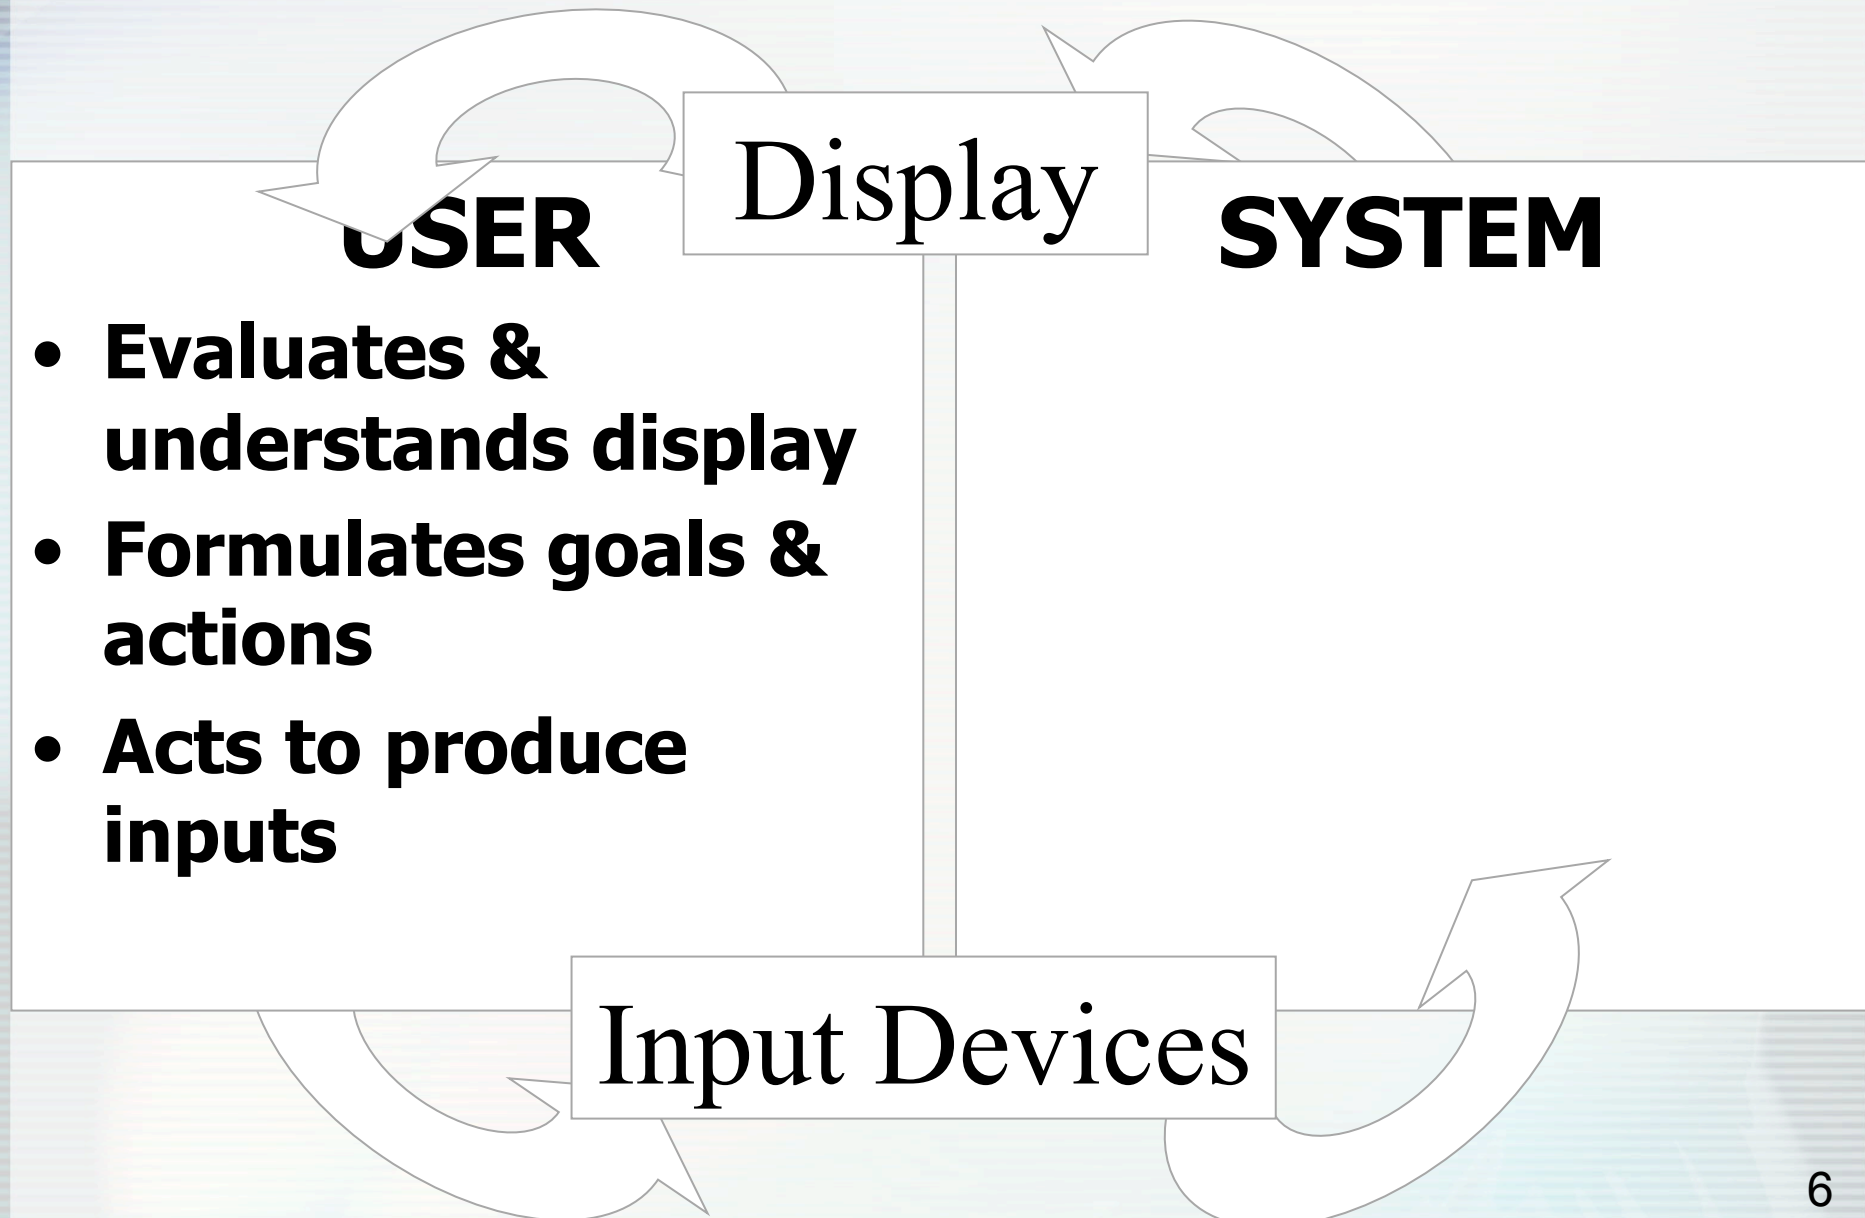 Display
USER
SYSTEM
• Evaluates &
understands display
• Formulates goals &
actions
• Acts to produce
inputs
Input Devices
6